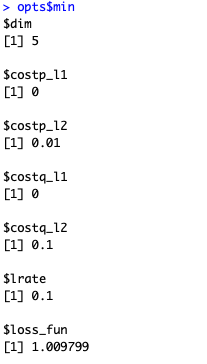 > opts$min
$dim
[1] 5
$costp_l1
[1] 0
$costp_l2
[1] 0.01
$costq_l1
[1] 0
$costq_l2
[1] 0.1
$lrate
[1] 0.1
$loss_fun
[1] 1.009799